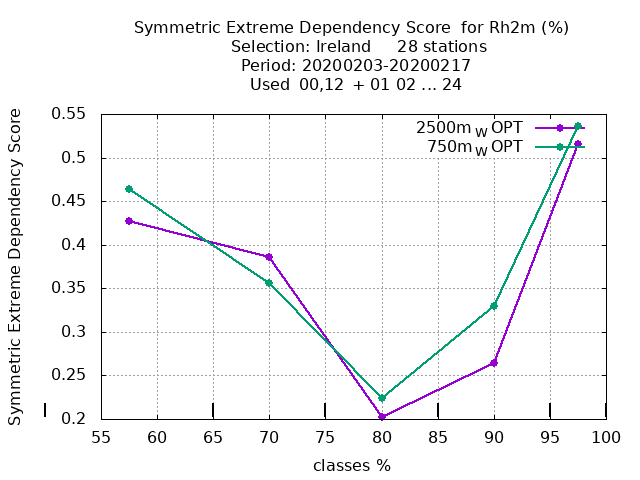 Symmetric Extreme Dependency Score  for Rh2m (%)
Selection: Ireland     28 stations
Period: 20200203-20200217
Used  00,12  + 01 02 ... 24
2500m_W OPT
750m_W OPT
Symmetric Extreme Dependency Score
0.55
0.5
0.45
0.4
0.35
0.3
0.25
0.2
55 60 65 70 75 80 85 90 95 100
classes %